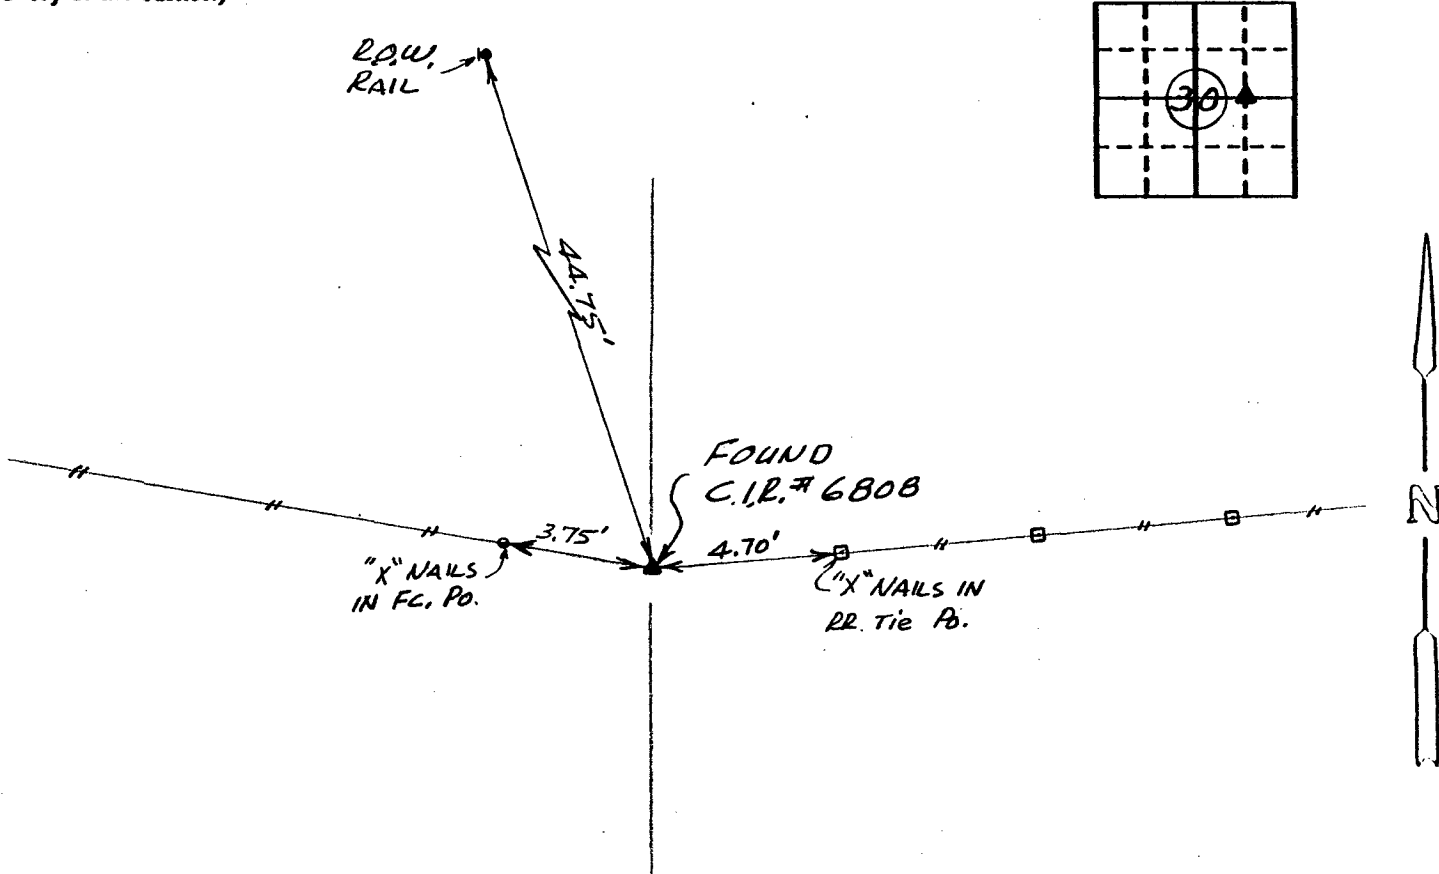 R.O.W.
RAIL
30
44.75'
FOUND
C.I.R. # 6808
3.75'
4.70'
"X" NAILS
IN FC. PO.
"X" NAILS IN
RR. Tie Po.
N